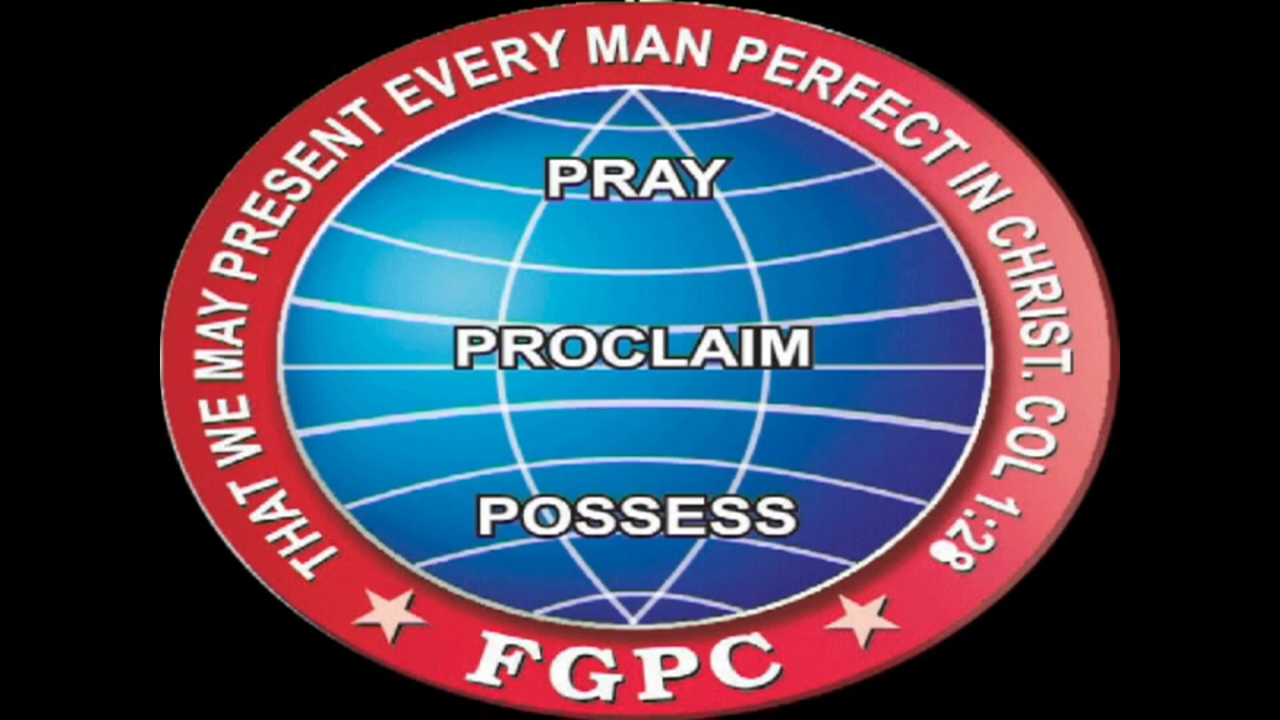 THAT WE MAY PRESENT EVERY MAN PERFECT IN CHRIST. COL 1:28
PRAY
PROCLAIM
POSSESS
FGPC